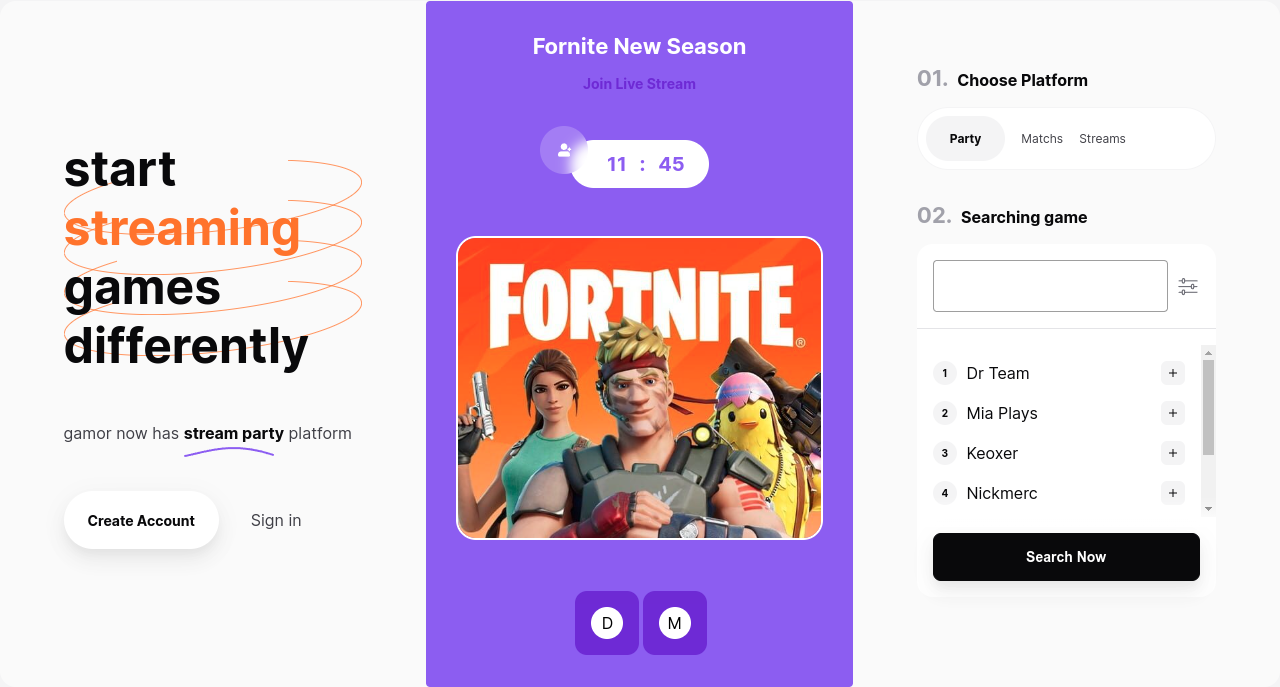 start
streaming
games
differently
gamor now has stream party platform
Create Account
Sign in
Fornite New Season
Join Live Stream
11 : 45
FORTNITE®
D
M
01. Choose Platform
Party
Matchs
Streams
02. Searching game
1 Dr Team +
2 Mia Plays +
3 Keoxer +
4 Nickmerc +
Search Now